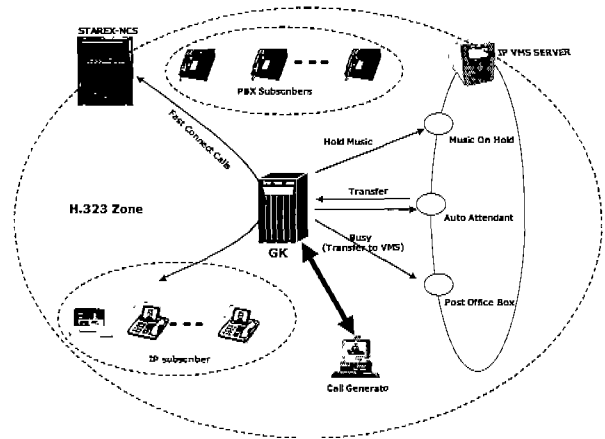 STAREX-NCS
IP VMS SERVER
PBX Subscribers
Fast Connect Calls
Hold Music
Music On Hold
H.323 Zone
Transfer
Auto Attendant
GK
Busy
(Transfer to VMS)
Post Office Box
IP subscriber
Call Generato